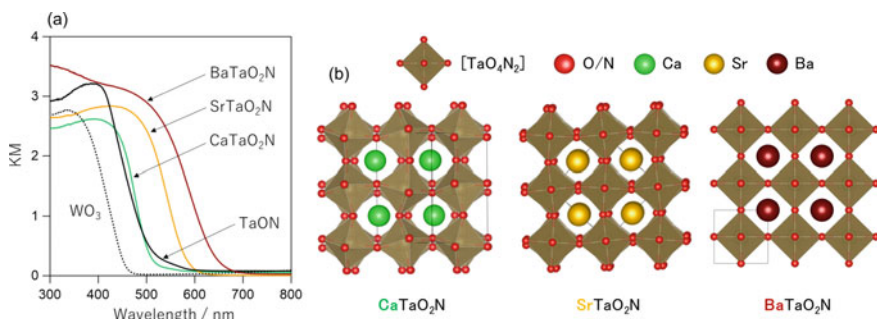 (a)
4
3
2
1
0
KM
300 400 500 600 700 800
Wavelength / nm
BaTaO₂N
SrTaO₂N
CaTaO₂N
WO₃
TaON
(b)
[TaO₄N₂]
O/N
Ca
Sr
Ba
CaTaO₂N
SrTaO₂N
BaTaO₂N